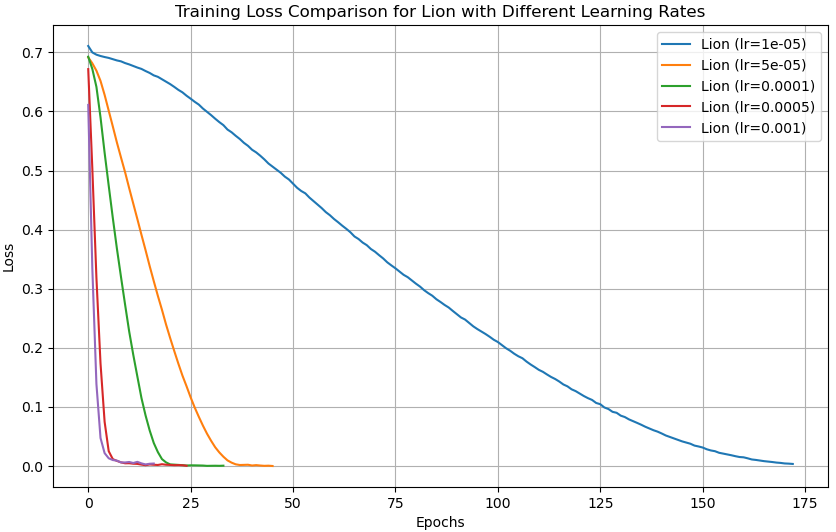 Training Loss Comparison for Lion with Different Learning Rates
Lion (lr=1e-05)
Lion (lr=5e-05)
Lion (lr=0.0001)
Lion (lr=0.0005)
Lion (lr=0.001)
Loss
0.7
0.6
0.5
0.4
0.3
0.2
0.1
0.0
0 25 50 75 100 125 150 175
Epochs